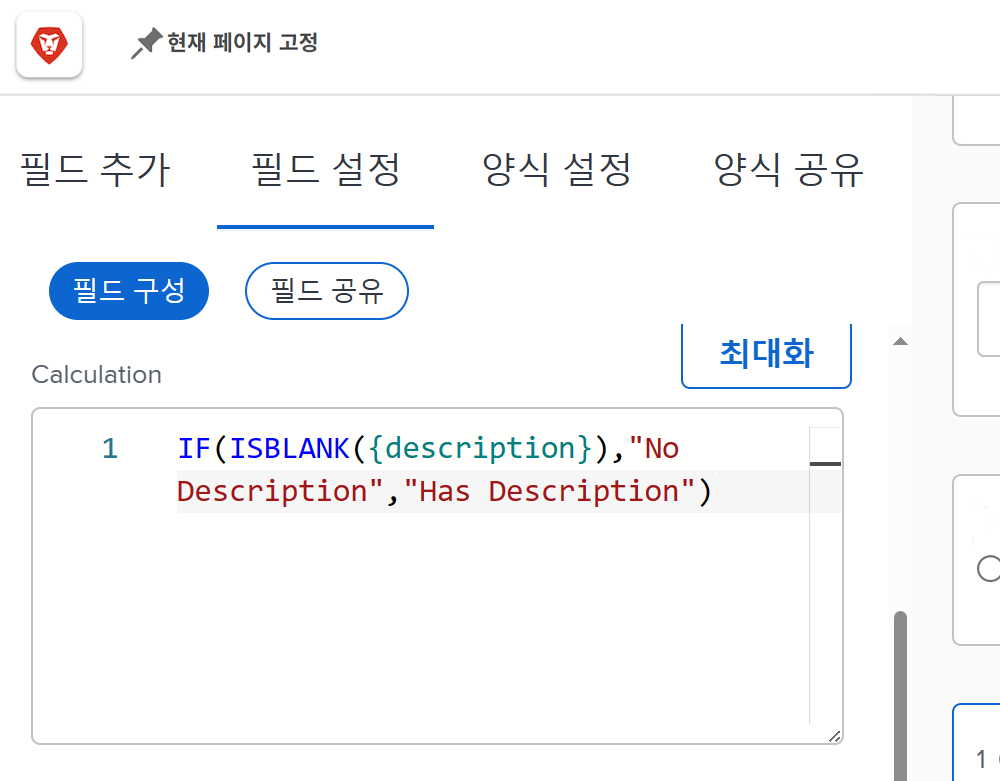 현재 페이지 고정
필드 추가 필드 설정 양식 설정 양식 공유
필드 구성 필드 공유
최대화
Calculation
1 IF(ISBLANK({description}),"No
Description","Has Description")
1